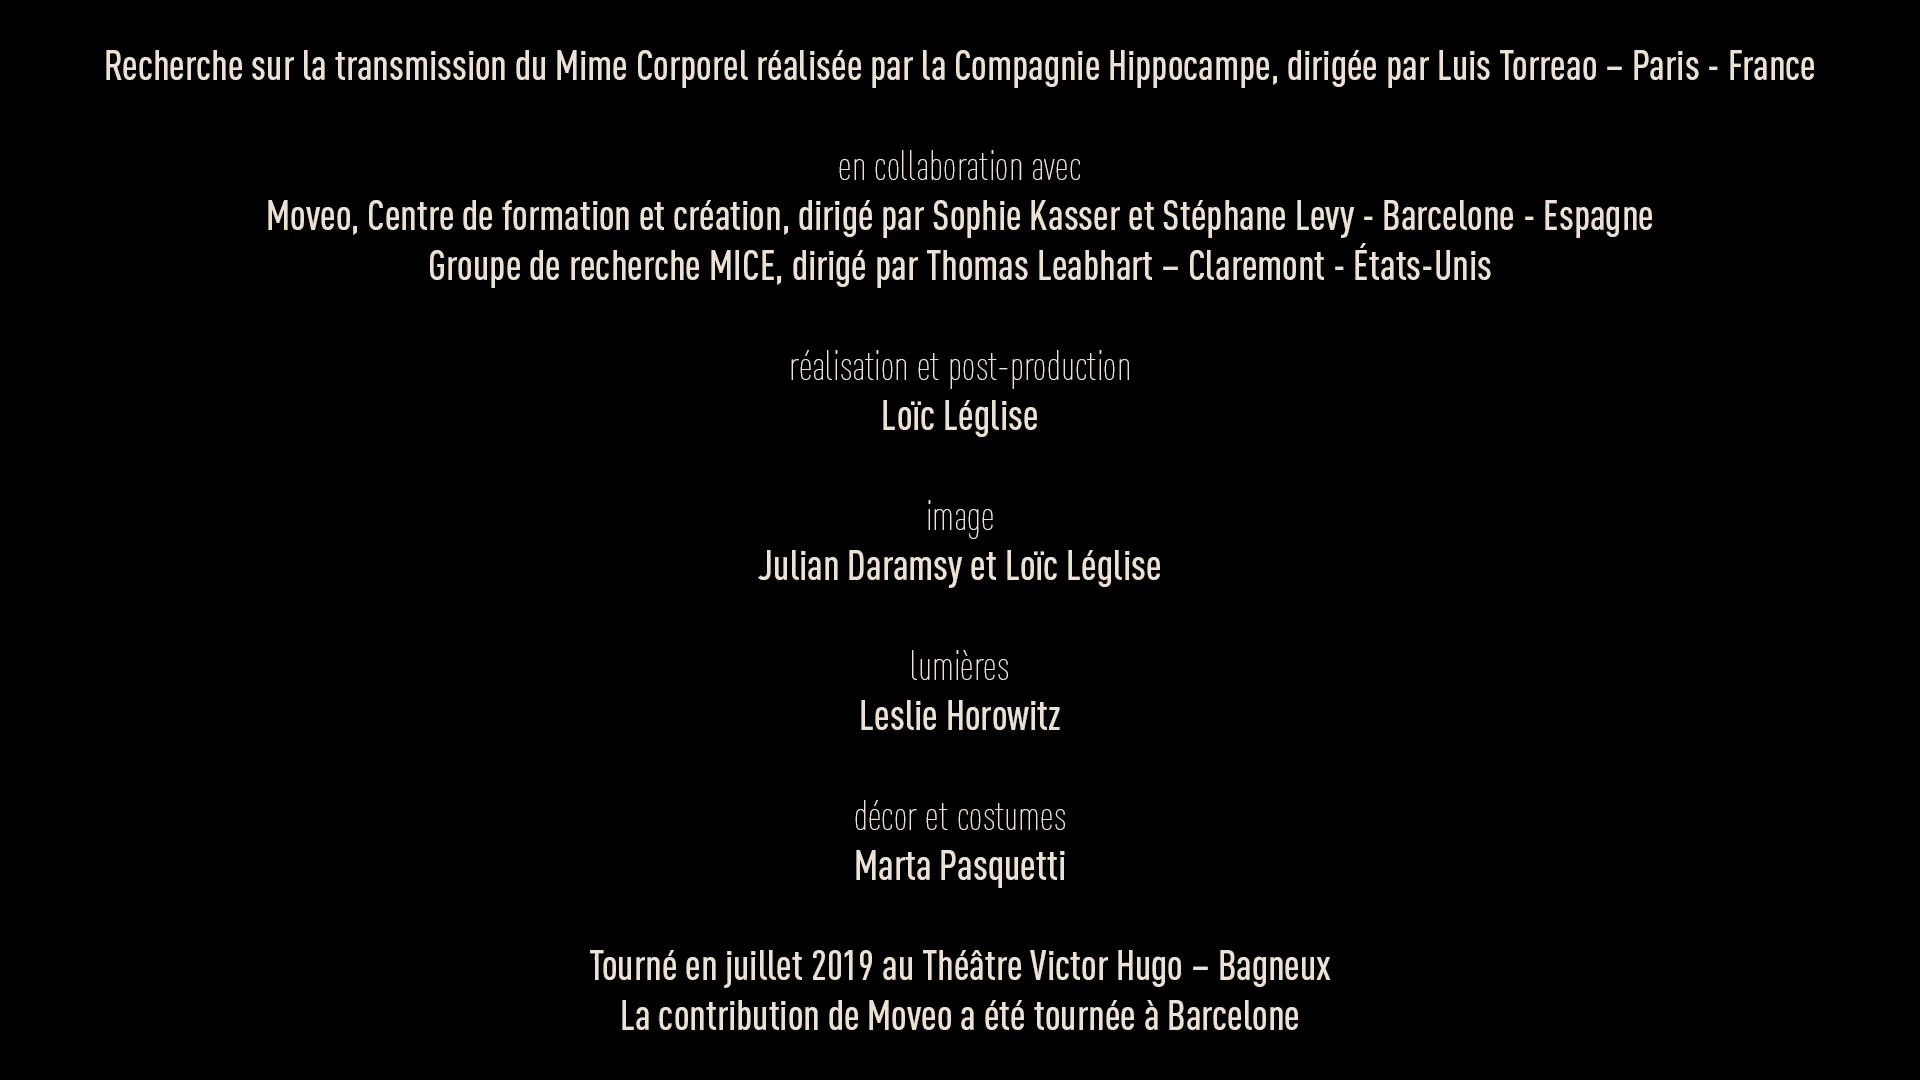 Recherche sur la transmission du Mime Corporel réalisée par la Compagnie Hippocampe, dirigée par Luis Torreao – Paris - France
en collaboration avec
Moveo, Centre de formation et création, dirigé par Sophie Kasser et Stéphane Levy - Barcelone - Espagne
Groupe de recherche MICE, dirigé par Thomas Leabhart – Claremont - États-Unis
réalisation et post-production
Loïc Léglise
image
Julian Daramsy et Loïc Léglise
lumières
Leslie Horowitz
décor et costumes
Marta Pasquetti
Tourné en juillet 2019 au Théâtre Victor Hugo – Bagneux
La contribution de Moveo a été tournée à Barcelone